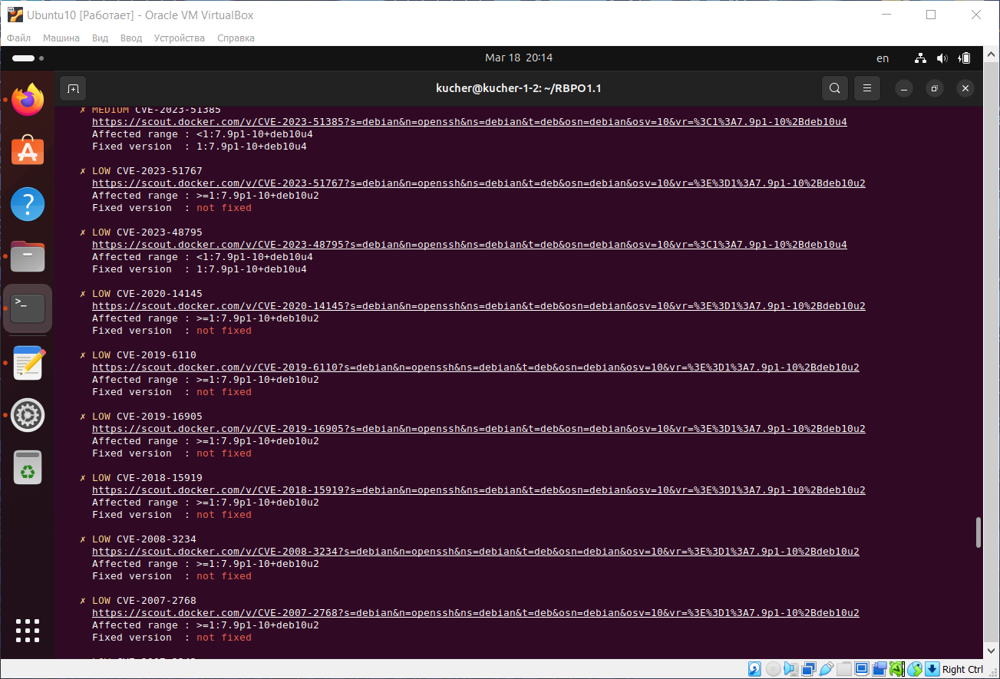 Ubuntu10 [Работает] - Oracle VM VirtualBox
Файл Машина Вид Ввод Устройства Справка
Mar 18 20:14
en
kucher@kucher-1-2: ~/RBPO1.1
✗ MEDIUM CVE-2023-51385
https://scout.docker.com/v/CVE-2023-51385?s=debian&n=openssh&ns=debian&t=deb&osn=debian&osv=10&vr=%3C1%3A7.9p1-10%2Bdeb10u4
Affected range : <1:7.9p1-10+deb10u4
Fixed version : 1:7.9p1-10+deb10u4
✗ LOW CVE-2023-51767
https://scout.docker.com/v/CVE-2023-51767?s=debian&n=openssh&ns=debian&t=deb&osn=debian&osv=10&vr=%3E%3D1%3A7.9p1-10%2Bdeb10u2
Affected range : >=1:7.9p1-10+deb10u2
Fixed version : not fixed
✗ LOW CVE-2023-48795
https://scout.docker.com/v/CVE-2023-48795?s=debian&n=openssh&ns=debian&t=deb&osn=debian&osv=10&vr=%3C1%3A7.9p1-10%2Bdeb10u4
Affected range : <1:7.9p1-10+deb10u4
Fixed version : 1:7.9p1-10+deb10u4
✗ LOW CVE-2020-14145
https://scout.docker.com/v/CVE-2020-14145?s=debian&n=openssh&ns=debian&t=deb&osn=debian&osv=10&vr=%3E%3D1%3A7.9p1-10%2Bdeb10u2
Affected range : >=1:7.9p1-10+deb10u2
Fixed version : not fixed
✗ LOW CVE-2019-6110
https://scout.docker.com/v/CVE-2019-6110?s=debian&n=openssh&ns=debian&t=deb&osn=debian&osv=10&vr=%3E%3D1%3A7.9p1-10%2Bdeb10u2
Affected range : >=1:7.9p1-10+deb10u2
Fixed version : not fixed
✗ LOW CVE-2019-16905
https://scout.docker.com/v/CVE-2019-16905?s=debian&n=openssh&ns=debian&t=deb&osn=debian&osv=10&vr=%3E%3D1%3A7.9p1-10%2Bdeb10u2
Affected range : >=1:7.9p1-10+deb10u2
Fixed version : not fixed
✗ LOW CVE-2018-15919
https://scout.docker.com/v/CVE-2018-15919?s=debian&n=openssh&ns=debian&t=deb&osn=debian&osv=10&vr=%3E%3D1%3A7.9p1-10%2Bdeb10u2
Affected range : >=1:7.9p1-10+deb10u2
Fixed version : not fixed
✗ LOW CVE-2008-3234
https://scout.docker.com/v/CVE-2008-3234?s=debian&n=openssh&ns=debian&t=deb&osn=debian&osv=10&vr=%3E%3D1%3A7.9p1-10%2Bdeb10u2
Affected range : >=1:7.9p1-10+deb10u2
Fixed version : not fixed
✗ LOW CVE-2007-2768
https://scout.docker.com/v/CVE-2007-2768?s=debian&n=openssh&ns=debian&t=deb&osn=debian&osv=10&vr=%3E%3D1%3A7.9p1-10%2Bdeb10u2
Affected range : >=1:7.9p1-10+deb10u2
Fixed version : not fixed
Right Ctrl